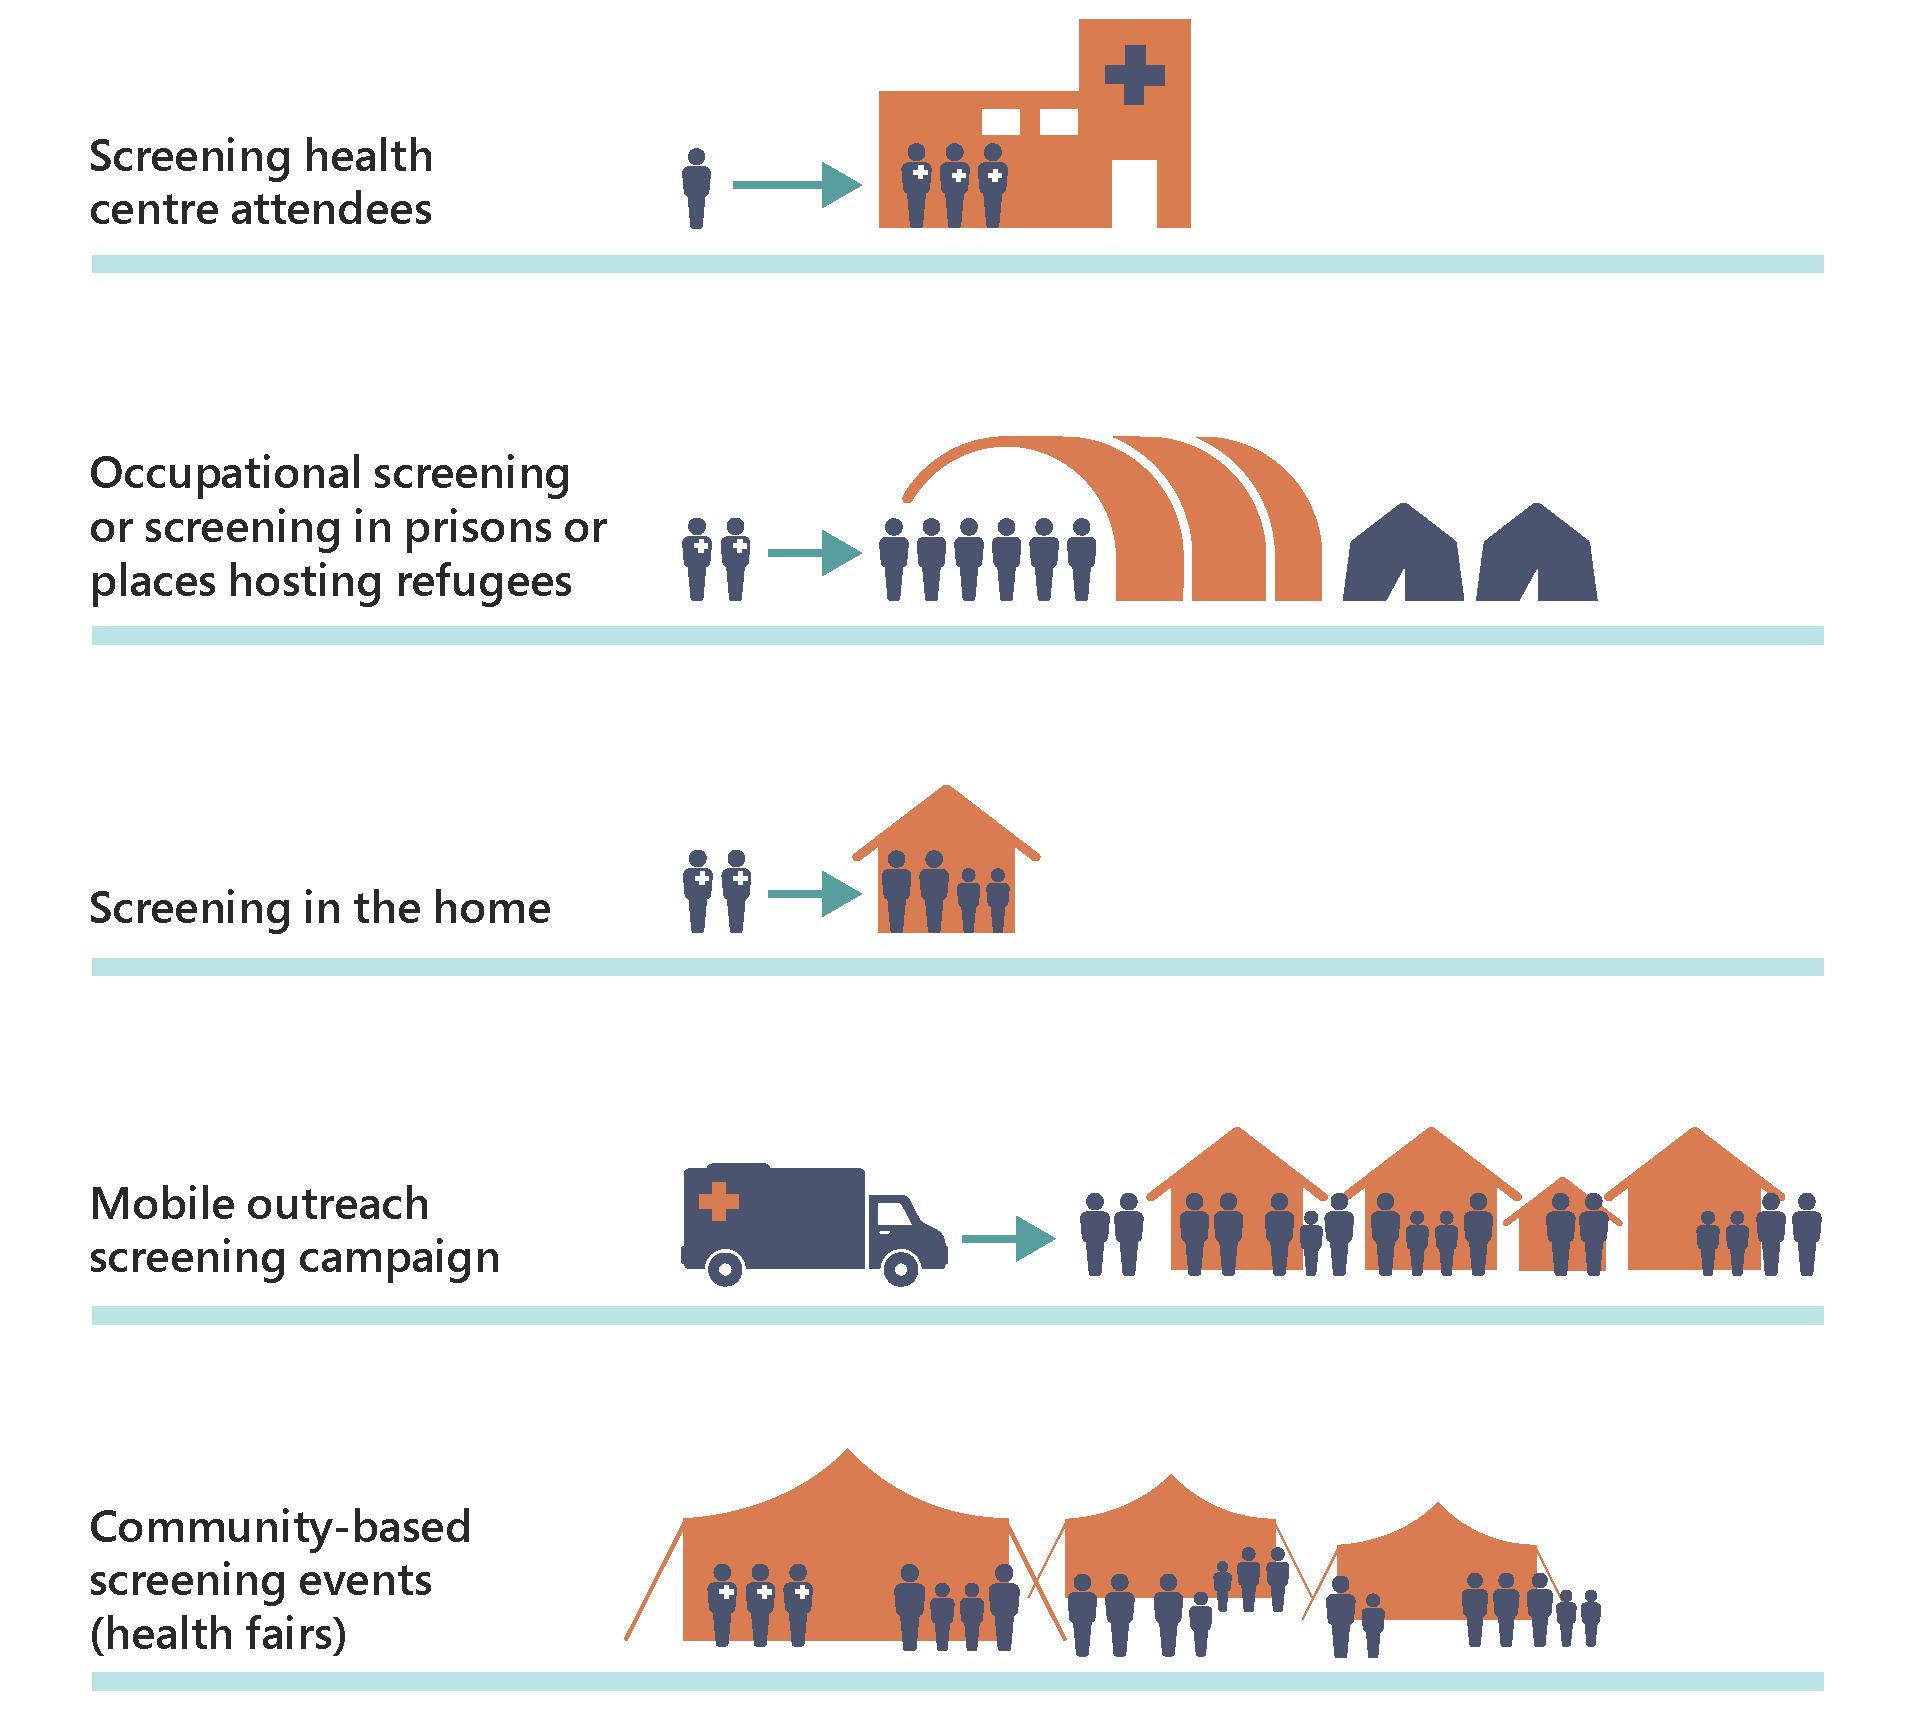 Screening health
centre attendees
Occupational screening
or screening in prisons or
places hosting refugees
Screening in the home
Mobile outreach
screening campaign
Community-based
screening events
(health fairs)